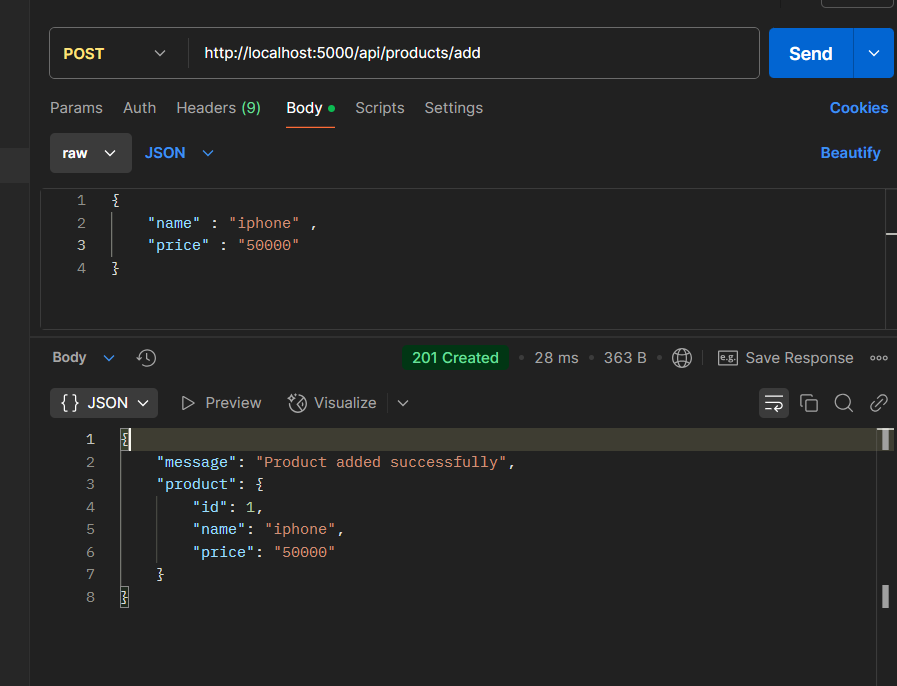 POST http://localhost:5000/api/products/add Send
Params Auth Headers (9) Body Scripts Settings Cookies
raw JSON Beautify
1 {
2 "name" : "iphone" ,
3 "price" : "50000"
4 }
Body 201 Created 28 ms 363 B e.g. Save Response
{} JSON Preview Visualize
1 {
2 "message": "Product added successfully",
3 "product": {
4 "id": 1,
5 "name": "iphone",
6 "price": "50000"
7 }
8 }